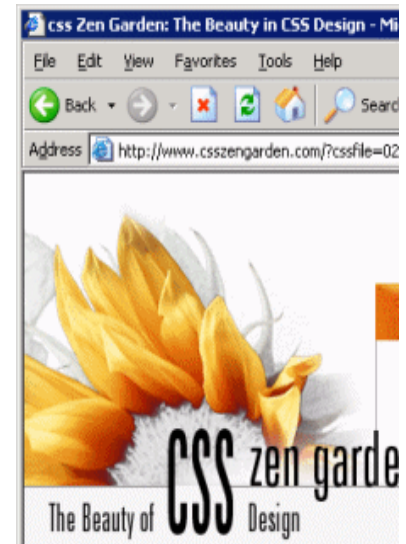 css Zen Garden: The Beauty in CSS Design - Mi
File Edit View Favorites Tools Help
Back Search
Address http://www.csszengarden.com/?cssfile=02
CSS zen garde
The Beauty of Design